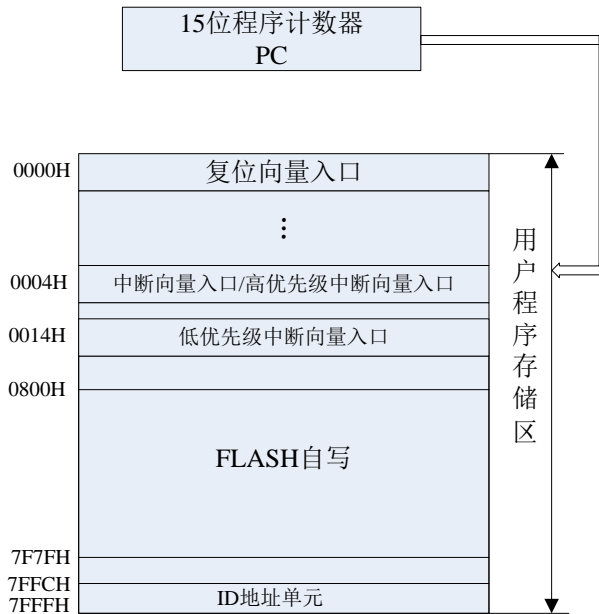 15位程序计数器
PC
0000H
复位向量入口
⋮
0004H
中断向量入口/高优先级中断向量入口
0014H
低优先级中断向量入口
0800H
FLASH自写
7F7FH
7FFCH
ID地址单元
7FFFH
用户程序存储区